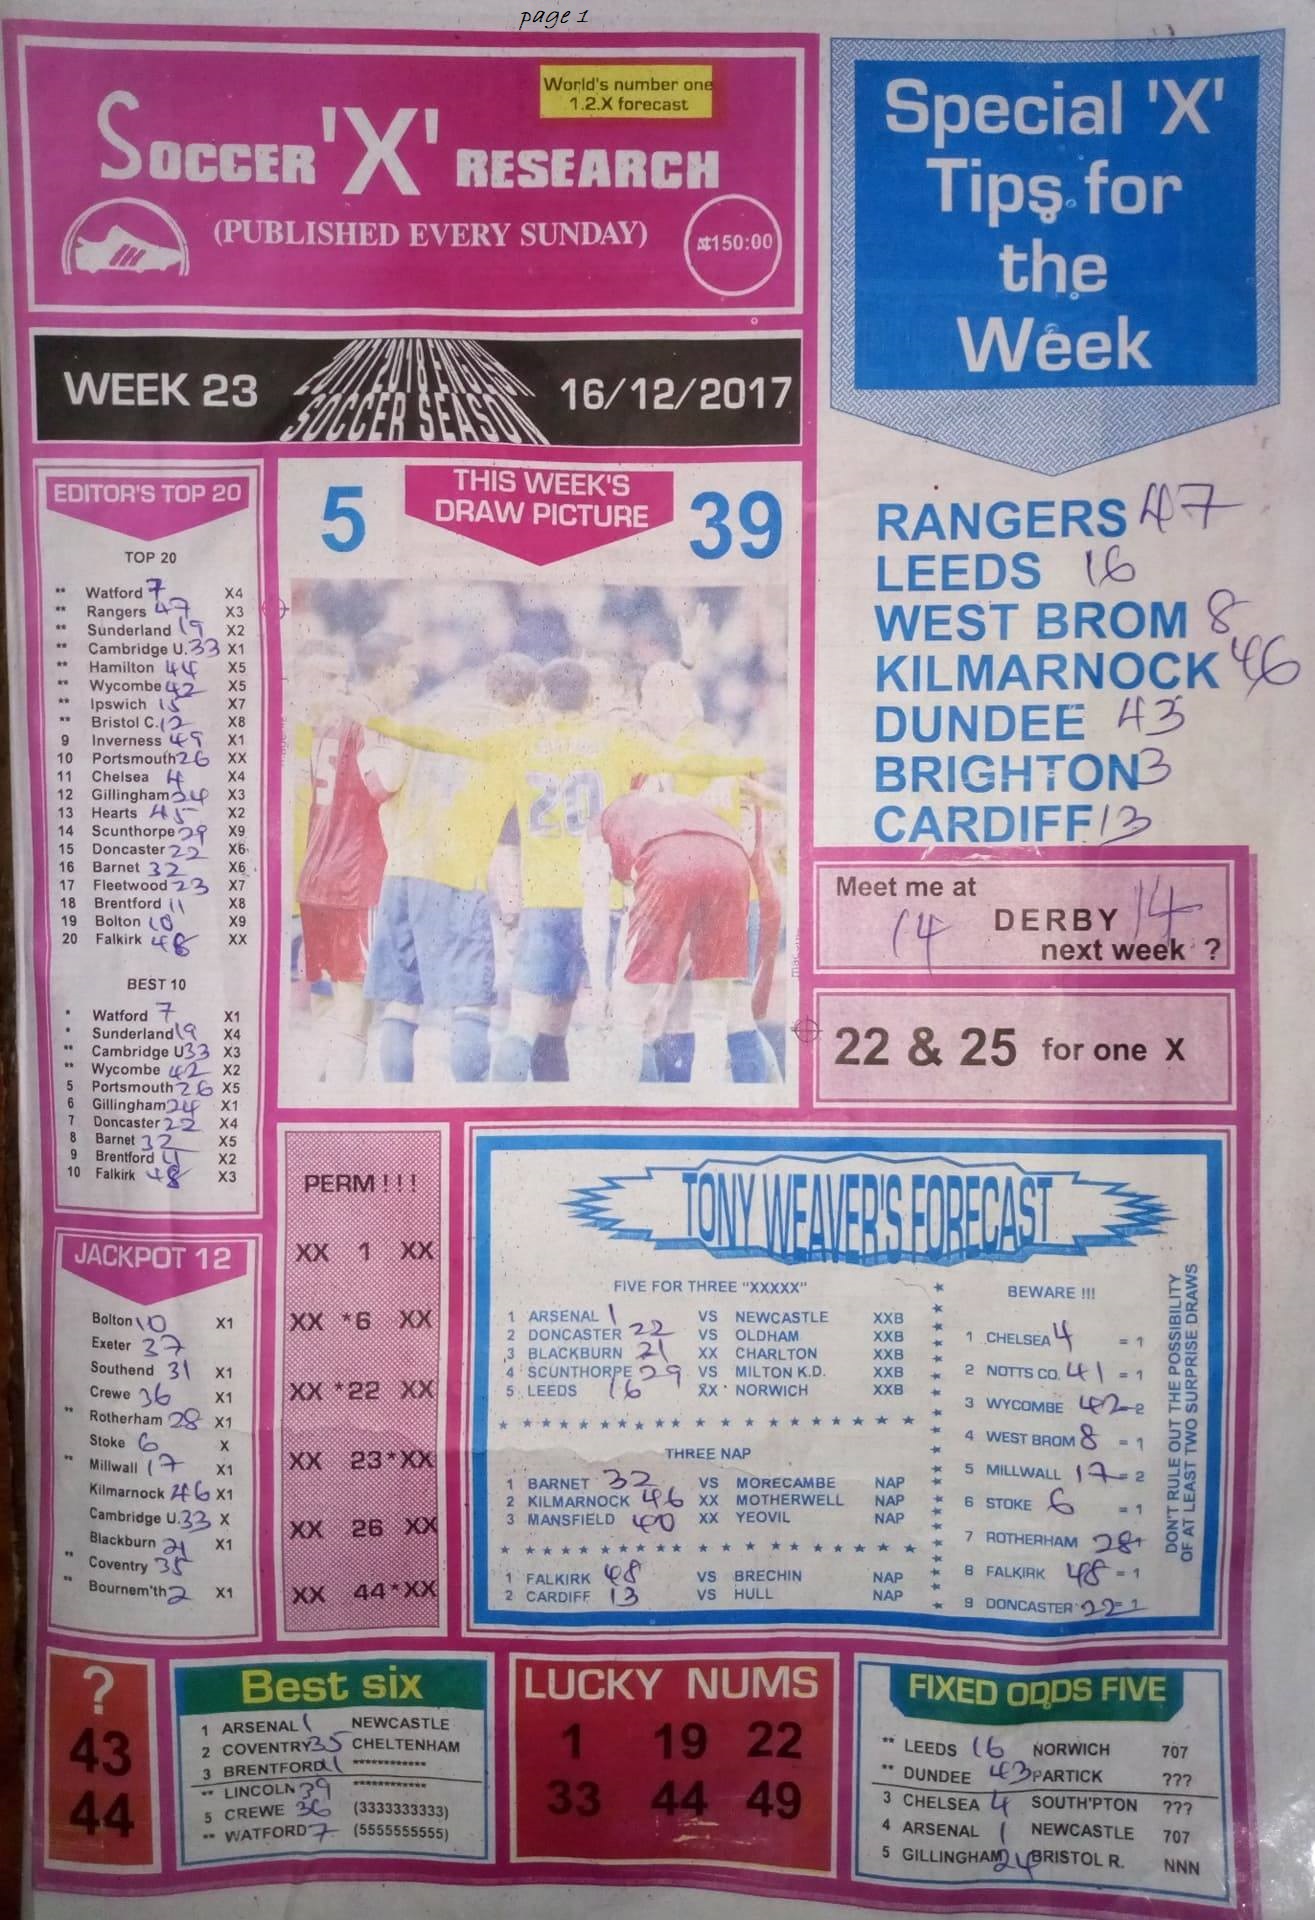 page 1
World's number one
1.2.X forecast
SOCCER 'X' RESEARCH
(PUBLISHED EVERY SUNDAY)
₦150:00
WEEK 23
2017/2018 ENGLISH
SOCCER SEASON
16/12/2017
Special 'X'
Tips for
the
Week
RANGERS 47
LEEDS 16
WEST BROM 8
KILMARNOCK 46
DUNDEE 43
BRIGHTON 3
CARDIFF 13
EDITOR'S TOP 20
TOP 20
** Watford 7 X4
** Rangers 47 X3
** Sunderland 19 X2
** Cambridge U. 33 X1
** Hamilton 44 X5
** Wycombe 42 X5
** Ipswich 15 X7
** Bristol C. 12 X8
9 Inverness 49 X1
10 Portsmouth 26 XX
11 Chelsea 4 X4
12 Gillingham 24 X3
13 Hearts 45 X2
14 Scunthorpe 29 X9
15 Doncaster 22 X6
16 Barnet 32 X6
17 Fleetwood 23 X7
18 Brentford 11 X8
19 Bolton 10 X9
20 Falkirk 48 XX
BEST 10
* Watford 7 X1
* Sunderland 19 X4
** Cambridge U 33 X3
** Wycombe 42 X2
5 Portsmouth 26 X5
6 Gillingham 24 X1
7 Doncaster 22 X4
8 Barnet 32 X5
9 Brentford 11 X2
10 Falkirk 48 X3
5
THIS WEEK'S
DRAW PICTURE
39
20
Meet me at
14 DERBY 14
next week ?
22 & 25 for one X
JACKPOT 12
Bolton 10 X1
Exeter 37
Southend 31 X1
Crewe 36 X1
** Rotherham 28 X1
Stoke 6 X
** Millwall 17 X1
Kilmarnock 46 X1
Cambridge U. 33 X
Blackburn 21 X1
** Coventry 35
** Bournem'th 2 X1
PERM ! ! !
XX 1 XX
XX *6 XX
XX *22 XX
XX 23*XX
XX 26 XX
XX 44*XX
TONY WEAVER'S FORECAST
FIVE FOR THREE "XXXXX"
1 ARSENAL 1 VS NEWCASTLE XXB
2 DONCASTER 22 VS OLDHAM XXB
3 BLACKBURN 21 XX CHARLTON XXB
4 SCUNTHORPE 29 VS MILTON K.D. XXB
5 LEEDS 16 XX NORWICH XXB
THREE NAP
1 BARNET 32 VS MORECAMBE NAP
2 KILMARNOCK 46 XX MOTHERWELL NAP
3 MANSFIELD 40 XX YEOVIL NAP
1 FALKIRK 48 VS BRECHIN NAP
2 CARDIFF 13 VS HULL NAP
BEWARE !!!
1 CHELSEA 4 = 1
2 NOTTS CO. 41 = 1
3 WYCOMBE 42 = 2
4 WEST BROM 8 = 1
5 MILLWALL 17 = 2
6 STOKE 6 = 1
7 ROTHERHAM 28
8 FALKIRK 48 = 1
9 DONCASTER 22 = 1
DON'T RULE OUT THE POSSIBILITY
OF AT LEAST TWO SURPRISE DRAWS
?
43
44
Best six
1 ARSENAL 1 NEWCASTLE
2 COVENTRY 35 CHELTENHAM
3 BRENTFORD 11 ************
** LINCOLN 39 ************
5 CREWE 36 (3333333333)
** WATFORD 7 (5555555555)
LUCKY NUMS
1 19 22
33 44 49
FIXED ODDS FIVE
** LEEDS 16 NORWICH 707
** DUNDEE 43 PARTICK ???
3 CHELSEA 4 SOUTH'PTON ???
4 ARSENAL 1 NEWCASTLE 707
5 GILLINGHAM 24 BRISTOL R. NNN